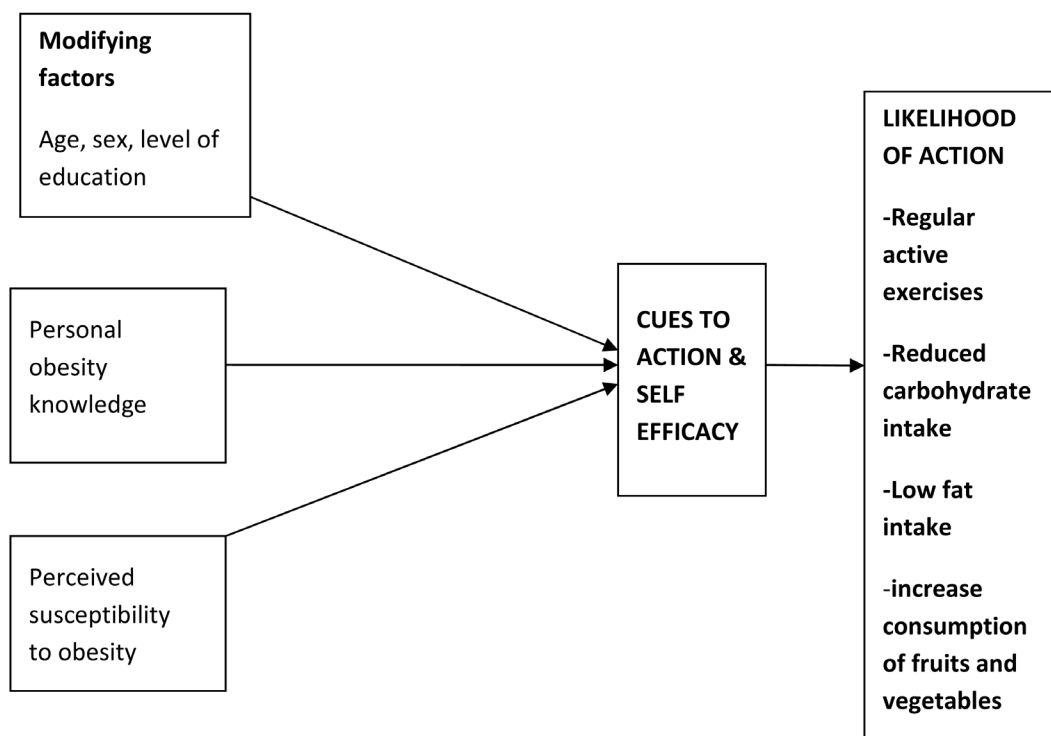 Modifying
factors
Age, sex, level of
education
Personal
obesity
knowledge
Perceived
susceptibility
to obesity
CUES TO
ACTION &
SELF
EFFICACY
LIKELIHOOD
OF ACTION
-Regular
active
exercises
-Reduced
carbohydrate
intake
-Low fat
intake
-increase
consumption
of fruits and
vegetables